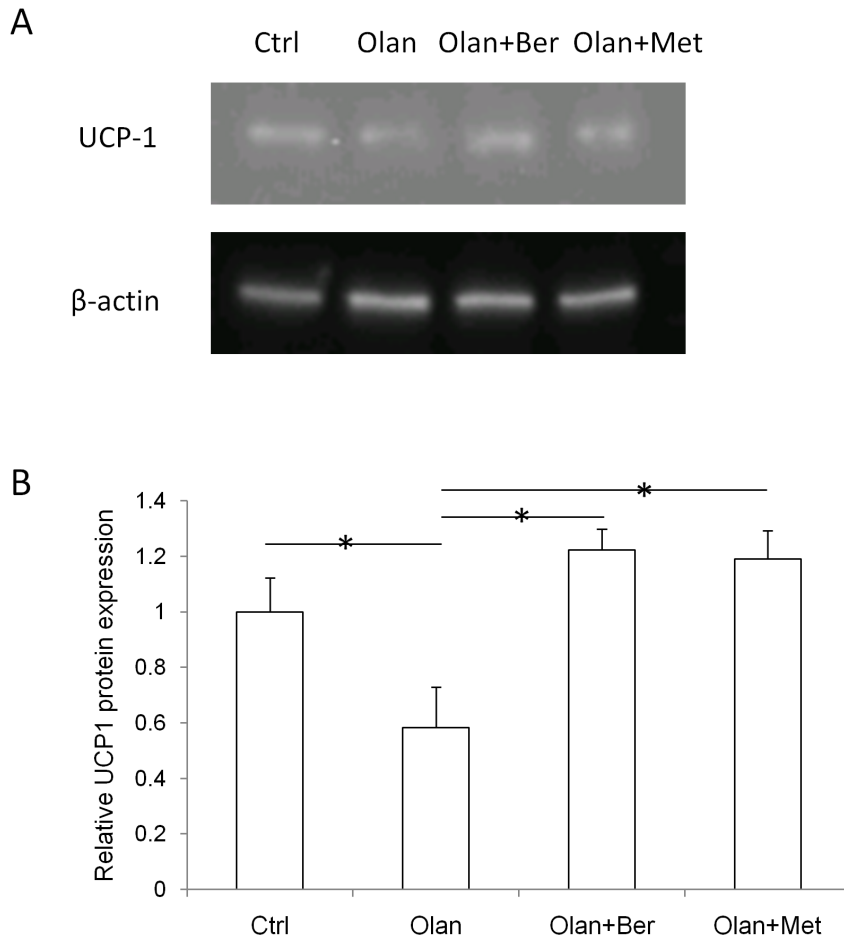 A
Ctrl Olan Olan+Ber Olan+Met
UCP-1
β-actin
B
Relative UCP1 protein expression
1.4
1.2
1
0.8
0.6
0.4
0.2
0
* * *
Ctrl Olan Olan+Ber Olan+Met